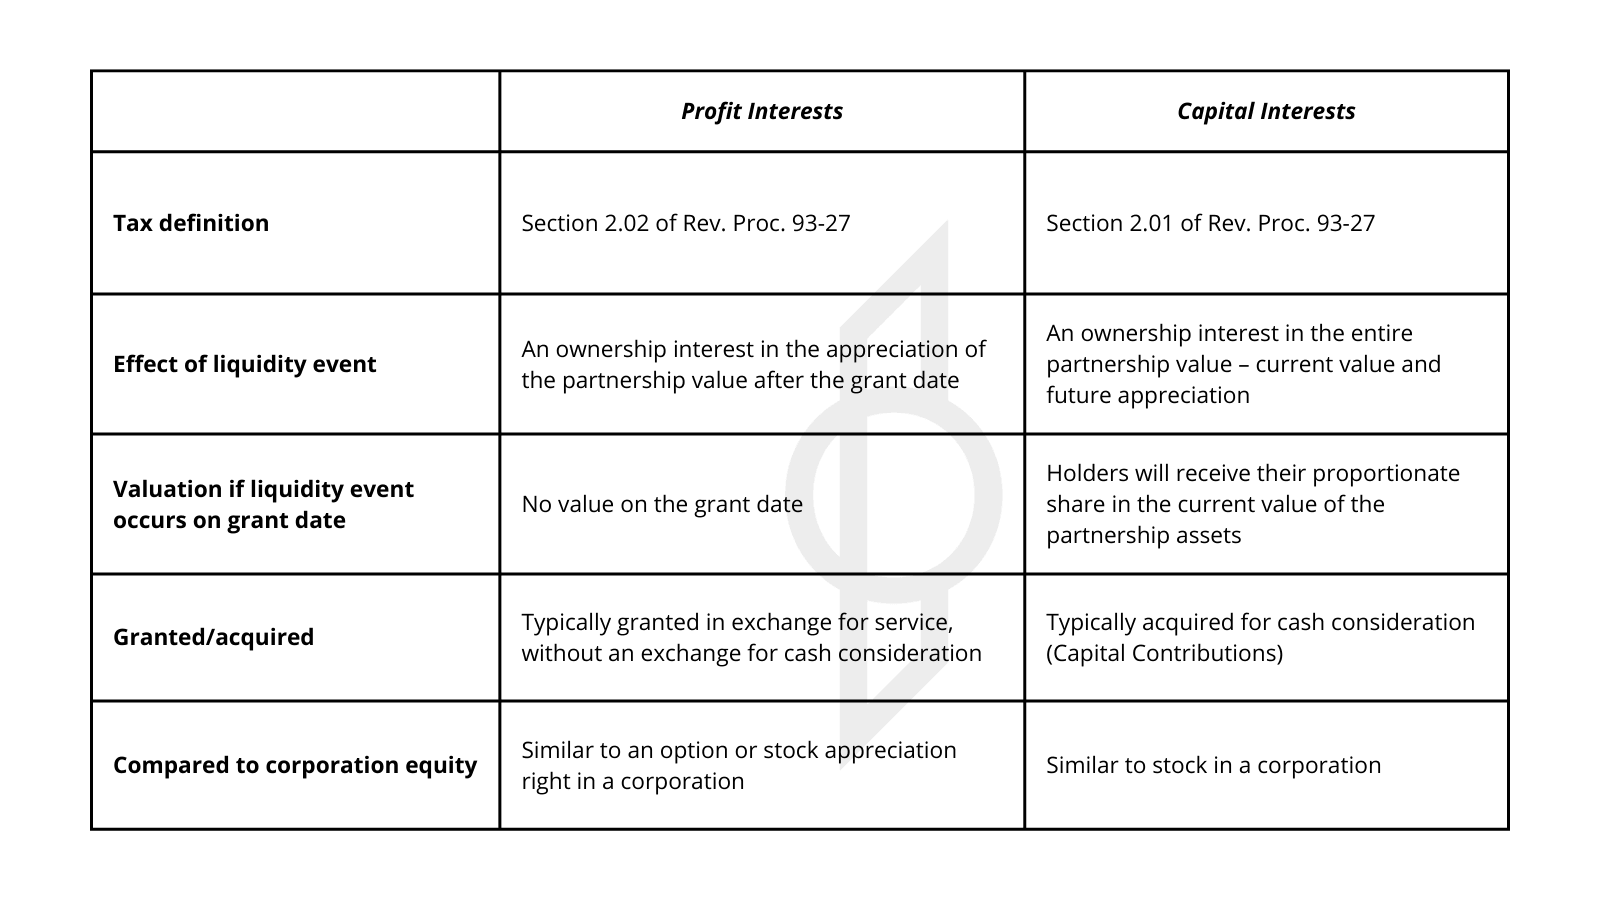 Profit Interests
Capital Interests
Tax definition
Section 2.02 of Rev. Proc. 93-27
Section 2.01 of Rev. Proc. 93-27
Effect of liquidity event
An ownership interest in the appreciation of
the partnership value after the grant date
An ownership interest in the entire
partnership value – current value and
future appreciation
Valuation if liquidity event
occurs on grant date
No value on the grant date
Holders will receive their proportionate
share in the current value of the
partnership assets
Granted/acquired
Typically granted in exchange for service,
without an exchange for cash consideration
Typically acquired for cash consideration
(Capital Contributions)
Compared to corporation equity
Similar to an option or stock appreciation
right in a corporation
Similar to stock in a corporation